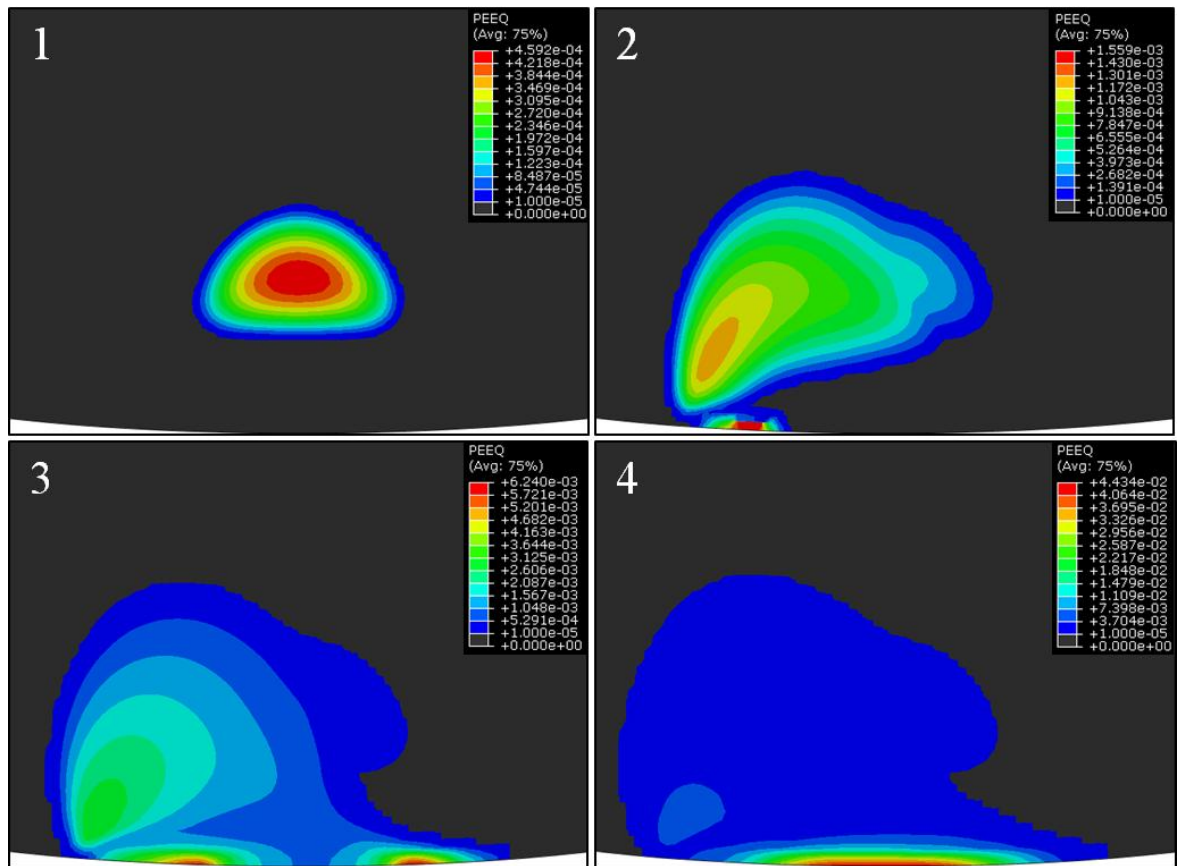 1
PEEQ
(Avg: 75%)
+4.592e-04
+4.218e-04
+3.844e-04
+3.469e-04
+3.095e-04
+2.720e-04
+2.346e-04
+1.972e-04
+1.597e-04
+1.223e-04
+8.487e-05
+4.744e-05
+1.000e-05
+0.000e+00
2
PEEQ
(Avg: 75%)
+1.559e-03
+1.430e-03
+1.301e-03
+1.172e-03
+1.043e-03
+9.138e-04
+7.847e-04
+6.555e-04
+5.264e-04
+3.973e-04
+2.682e-04
+1.391e-04
+1.000e-05
+0.000e+00
3
PEEQ
(Avg: 75%)
+6.240e-03
+5.721e-03
+5.201e-03
+4.682e-03
+4.163e-03
+3.644e-03
+3.125e-03
+2.606e-03
+2.087e-03
+1.567e-03
+1.048e-03
+5.291e-04
+1.000e-05
+0.000e+00
4
PEEQ
(Avg: 75%)
+4.434e-02
+4.064e-02
+3.695e-02
+3.326e-02
+2.956e-02
+2.587e-02
+2.217e-02
+1.848e-02
+1.479e-02
+1.109e-02
+7.398e-03
+3.704e-03
+1.000e-05
+0.000e+00